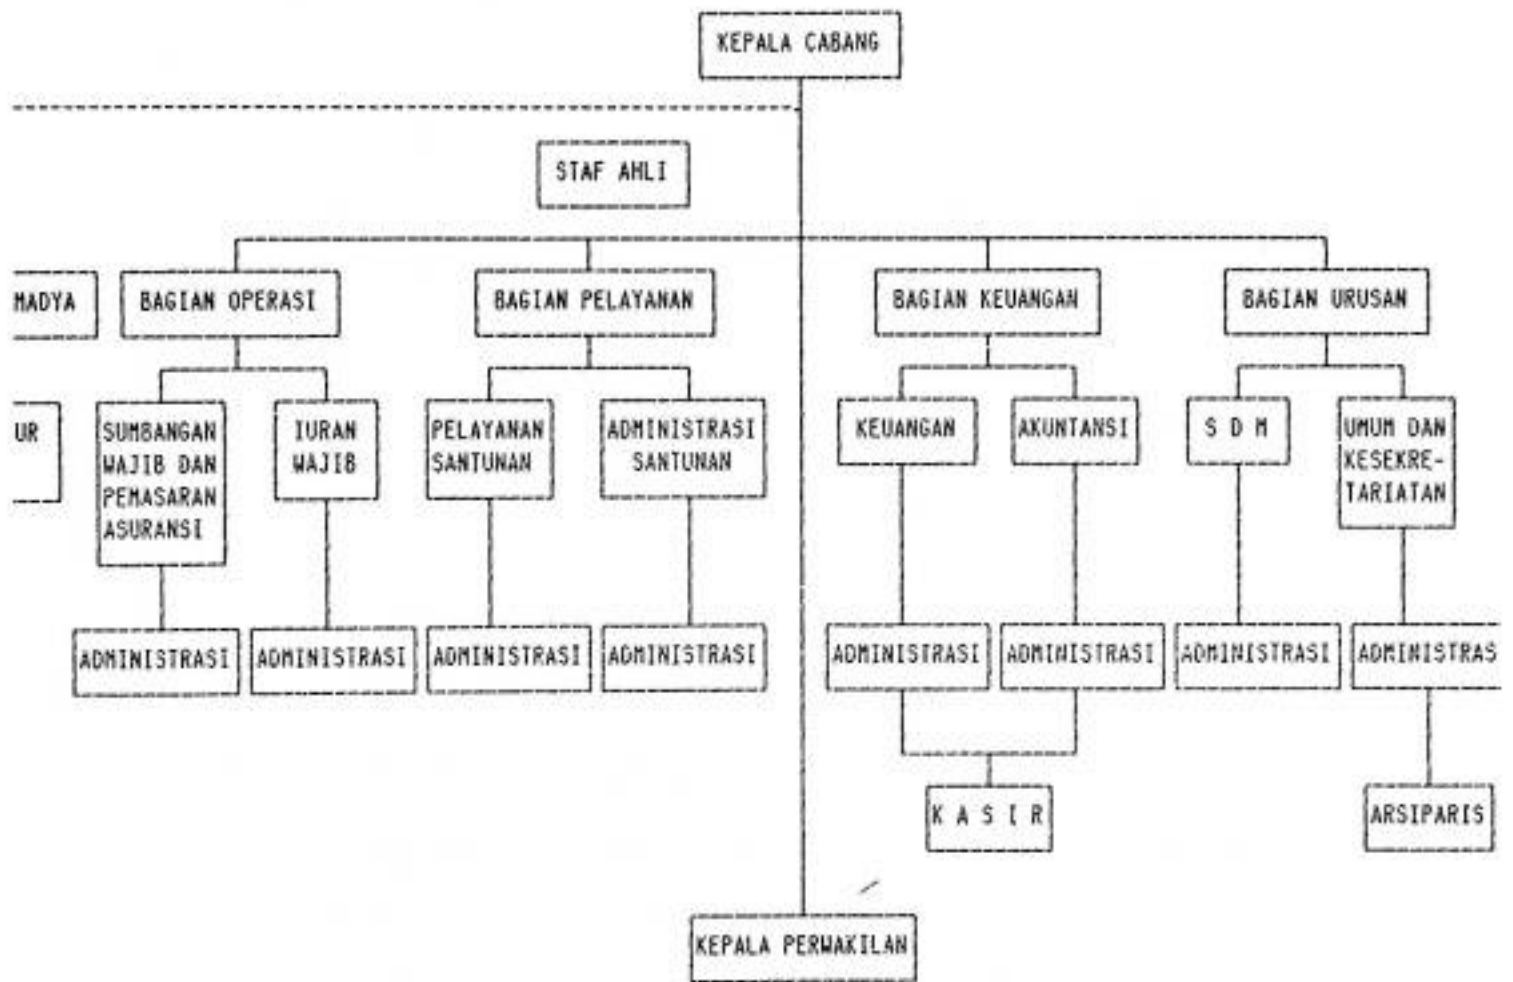 KEPALA CABANG
STAF AHLI
MADYA
BAGIAN OPERASI
BAGIAN PELAYANAN
BAGIAN KEUANGAN
BAGIAN URUSAN
UR
SUMBANGAN
WAJIB DAN
PEMASARAN
ASURANSI
IURAN
WAJIB
PELAYANAN
SANTUNAN
ADMINISTRASI
SANTUNAN
KEUANGAN
AKUNTANSI
S D M
UMUM DAN
KESEKRE-
TARIATAN
ADMINISTRASI
ADMINISTRASI
ADMINISTRASI
ADMINISTRASI
ADMINISTRASI
ADMINISTRASI
ADMINISTRASI
ADMINISTRAS
K A S I R
ARSIPARIS
KEPALA PERWAKILAN